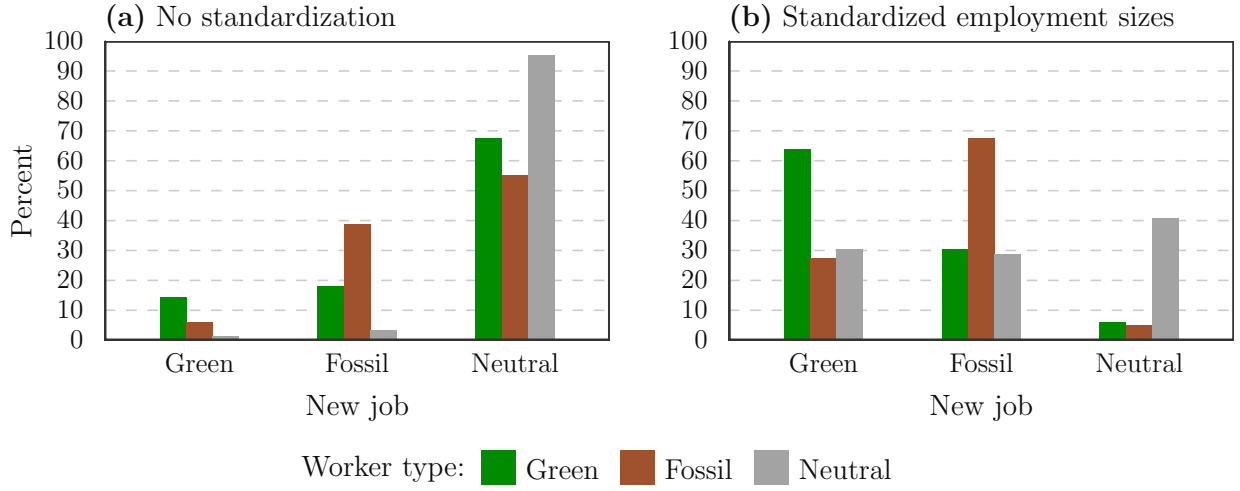 (a) No standardization
Percent
100
90
80
70
60
50
40
30
20
10
0
Green Fossil Neutral
New job
(b) Standardized employment sizes
100
90
80
70
60
50
40
30
20
10
0
Green Fossil Neutral
New job
Worker type: Green Fossil Neutral